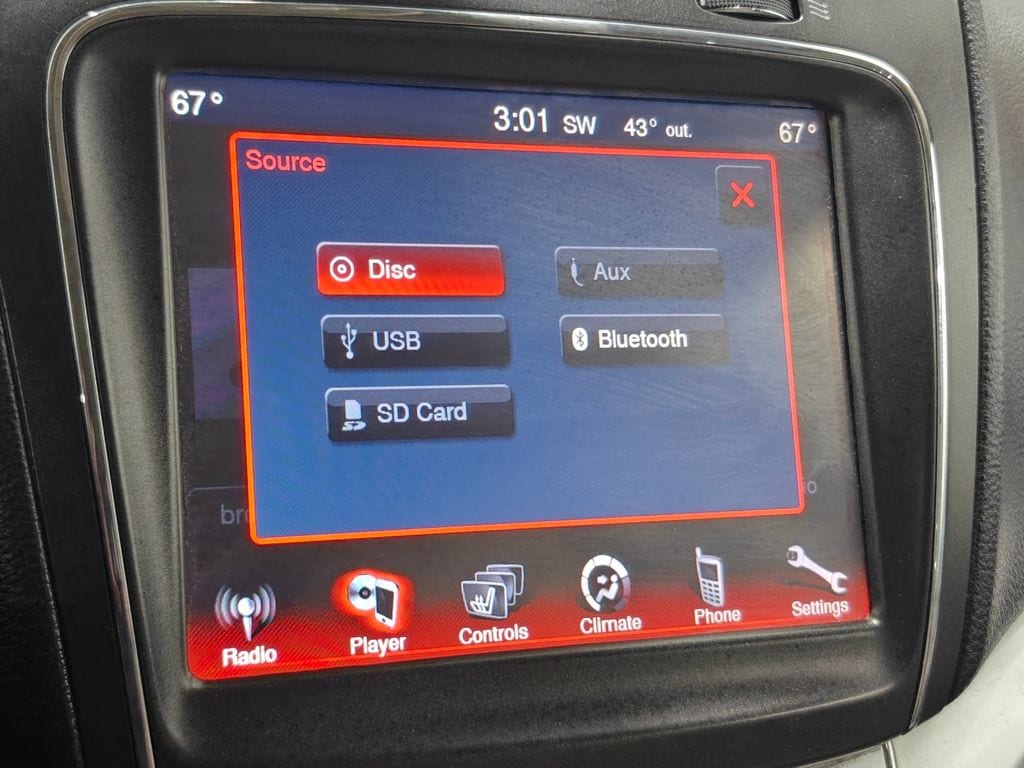 67°
3:01 SW 43° out.
67°
Source
Disc
Aux
USB
Bluetooth
SD Card
Radio
Player
Controls
Climate
Phone
Settings